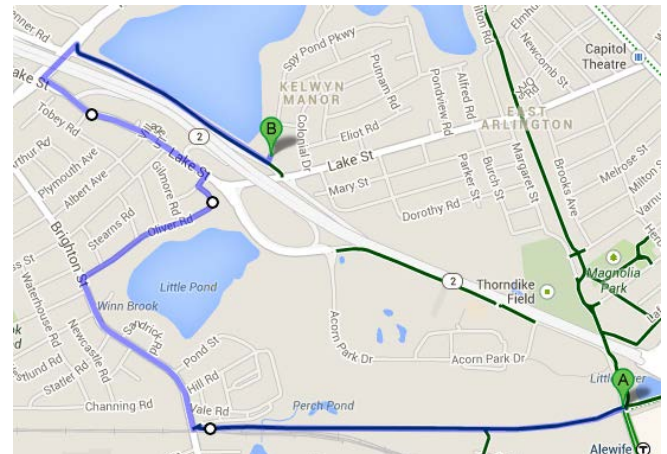 Spy Pond Pkwy
KELWYN
MANOR
Putnam Rd
Pondview Rd
Alfred Rd
Newcomb St
Capitol
Theatre
EAST
ARLINGTON
Lake St
Tobey Rd
Plymouth Ave
Albert Ave
Gilmore Rd
Lake St
2
B
Colonial Dr
Eliot Rd
Lake St
Mary St
Dorothy Rd
Parker St
Burch St
Margaret St
Brooks Ave
Melrose St
Milton St
Brighton St
Stearns Rd
Oliver Rd
Little Pond
Winn Brook
2
Thorndike
Field
Magnolia
Park
Waterhouse Rd
Newcastle Rd
Statler Rd
Channing Rd
Sandrick Rd
Pond St
Hill Rd
Vale Rd
Perch Pond
Acorn Park Dr
Acorn Park Dr
A
Alewife
T